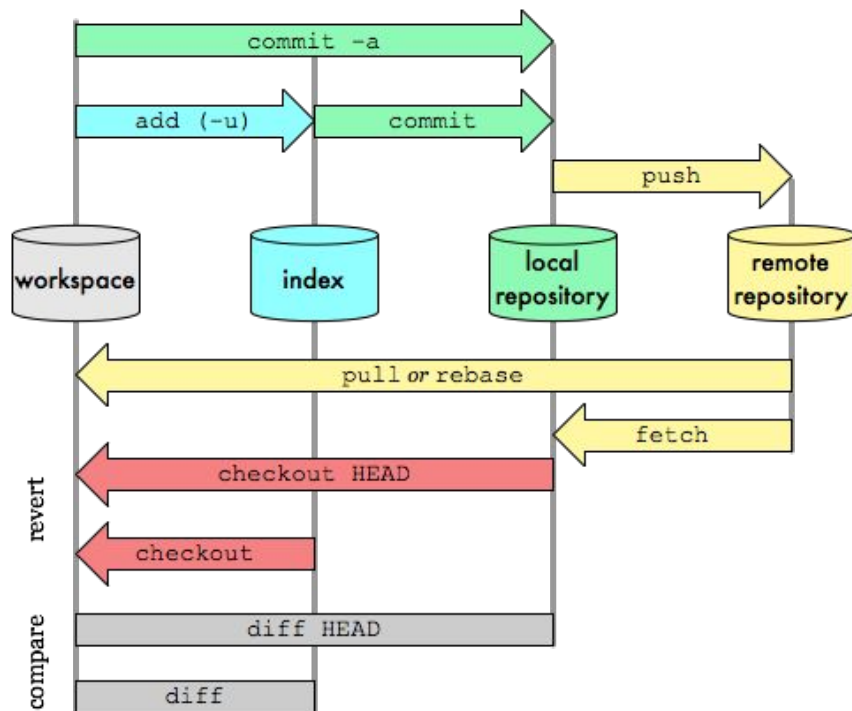 commit -a
add (-u)
commit
push
workspace
index
local
repository
remote
repository
pull or rebase
fetch
revert
checkout HEAD
checkout
compare
diff HEAD
diff